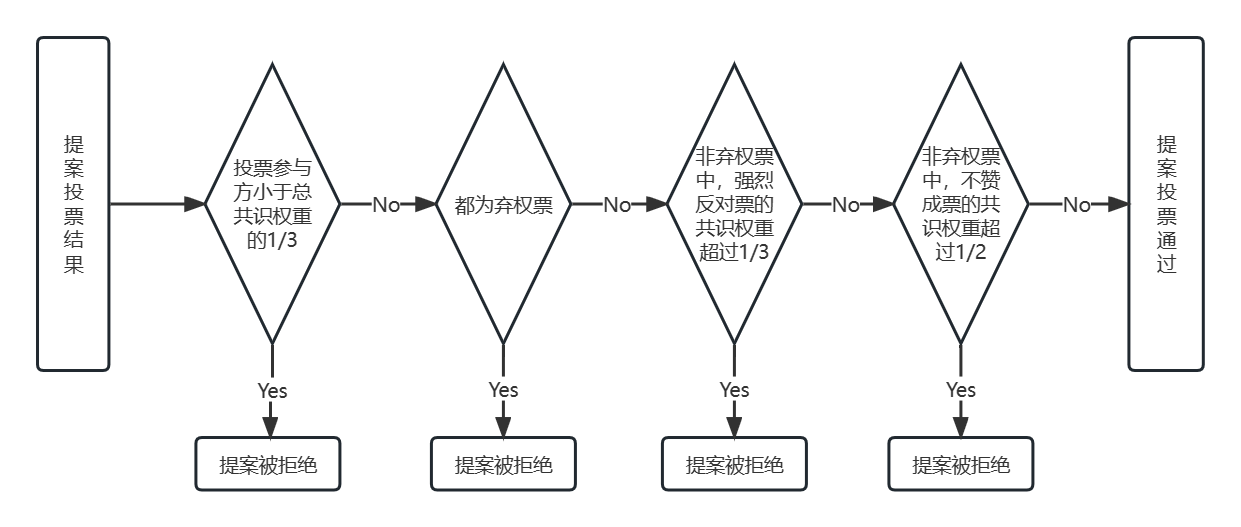 提
案
投
票
结
果
投票参与
方小于总
共识权重
的1/3
No
都为弃权票
No
非弃权票
中，强烈
反对票的
共识权重
超过1/3
No
非弃权票
中，不赞
成票的共
识权重超
过1/2
No
提
案
投
票
通
过
Yes
Yes
Yes
Yes
提案被拒绝
提案被拒绝
提案被拒绝
提案被拒绝